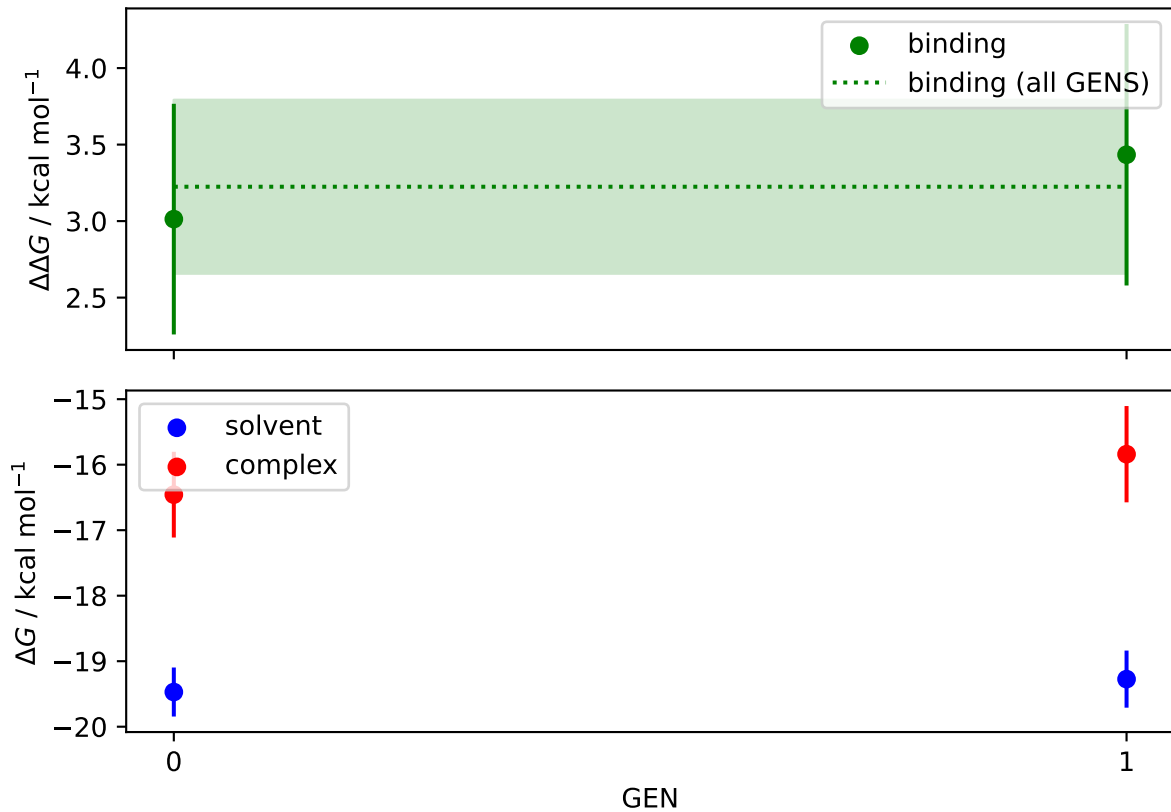 binding
binding (all GENS)
4.0
3.5
3.0
2.5
ΔΔG / kcal mol⁻¹
solvent
complex
−15
−16
−17
−18
−19
−20
ΔG / kcal mol⁻¹
0
1
GEN